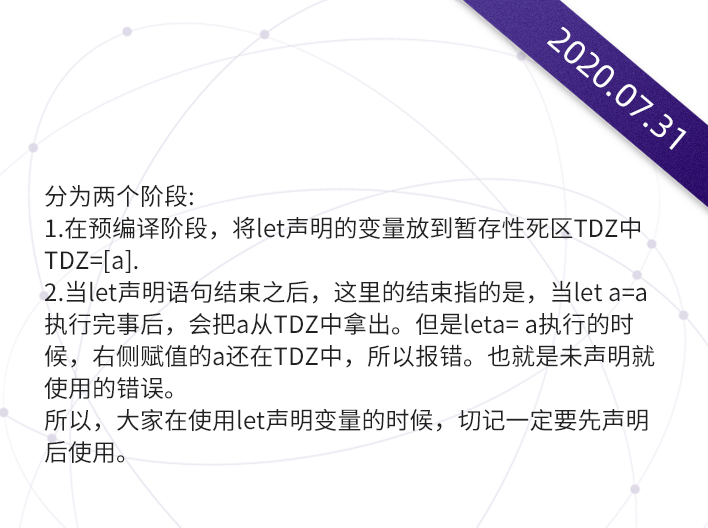 2020.07.31
分为两个阶段:
1.在预编译阶段，将let声明的变量放到暂存性死区TDZ中
TDZ=[a].
2.当let声明语句结束之后，这里的结束指的是，当let a=a
执行完事后，会把a从TDZ中拿出。但是leta= a执行的时
候，右侧赋值的a还在TDZ中，所以报错。也就是未声明就
使用的错误。
所以，大家在使用let声明变量的时候，切记一定要先声明
后使用。